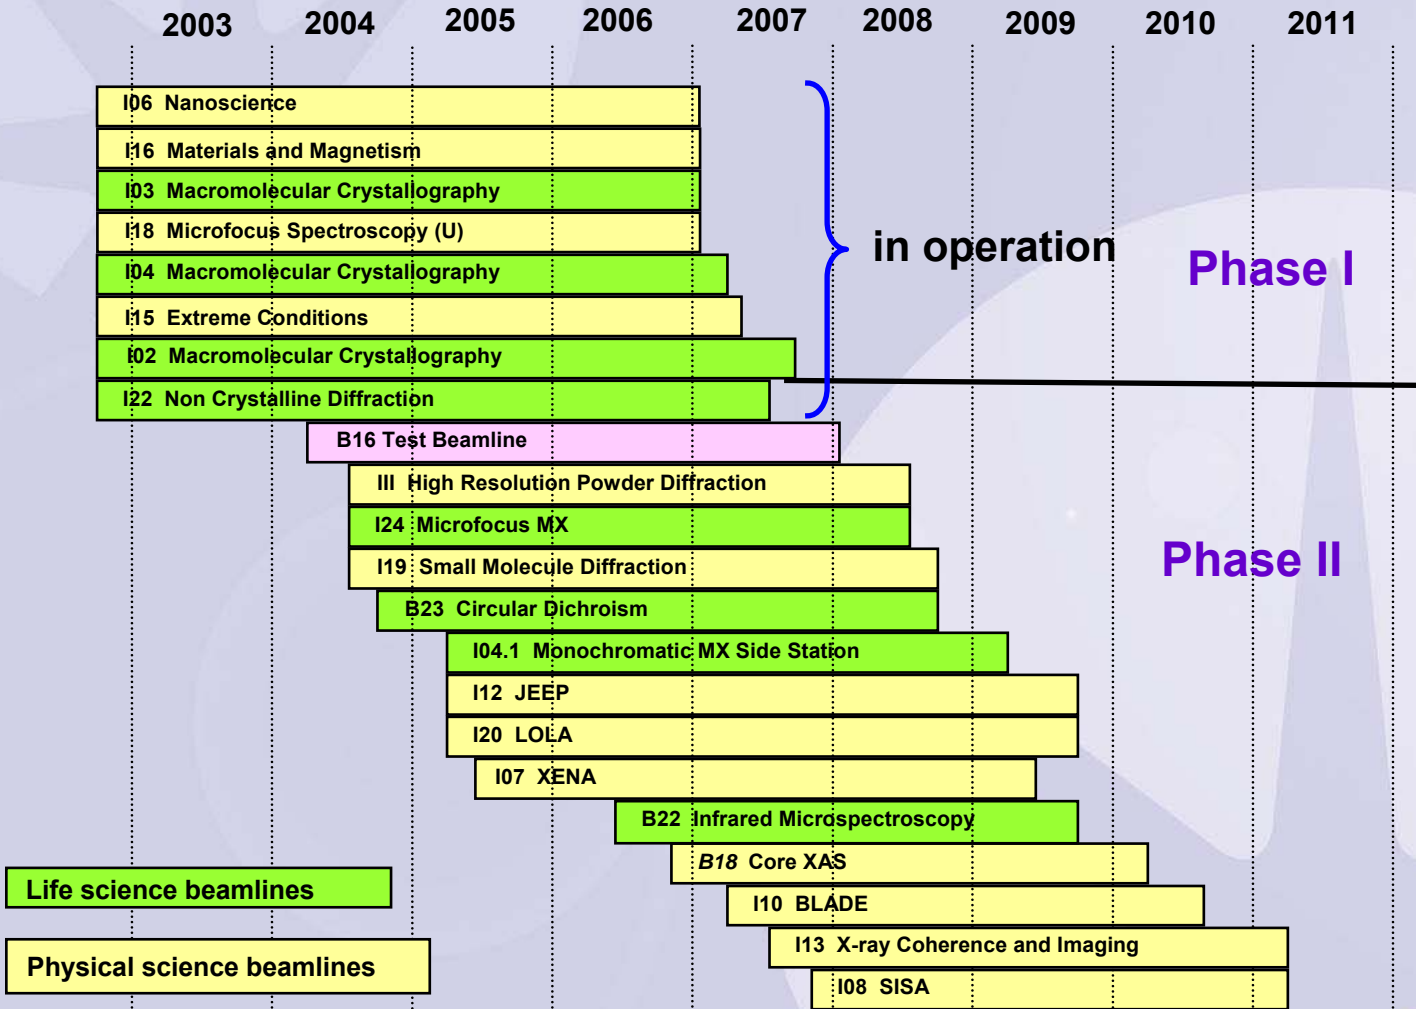 2003 2004 2005 2006 2007 2008 2009 2010 2011
I06 Nanoscience
I16 Materials and Magnetism
I03 Macromolecular Crystallography
I18 Microfocus Spectroscopy (U)
in operation
Phase I
I04 Macromolecular Crystallography
I15 Extreme Conditions
I02 Macromolecular Crystallography
I22 Non Crystalline Diffraction
B16 Test Beamline
III High Resolution Powder Diffraction
I24 Microfocus MX
Phase II
I19 Small Molecule Diffraction
B23 Circular Dichroism
I04.1 Monochromatic MX Side Station
I12 JEEP
I20 LOLA
I07 XENA
B22 Infrared Microspectroscopy
B18 Core XAS
Life science beamlines
I10 BLADE
I13 X-ray Coherence and Imaging
Physical science beamlines
I08 SISA